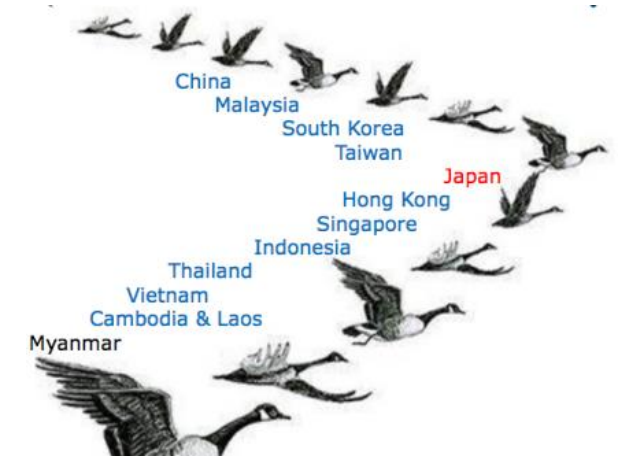 China
Malaysia
South Korea
Taiwan
Japan
Hong Kong
Singapore
Indonesia
Thailand
Vietnam
Cambodia & Laos
Myanmar